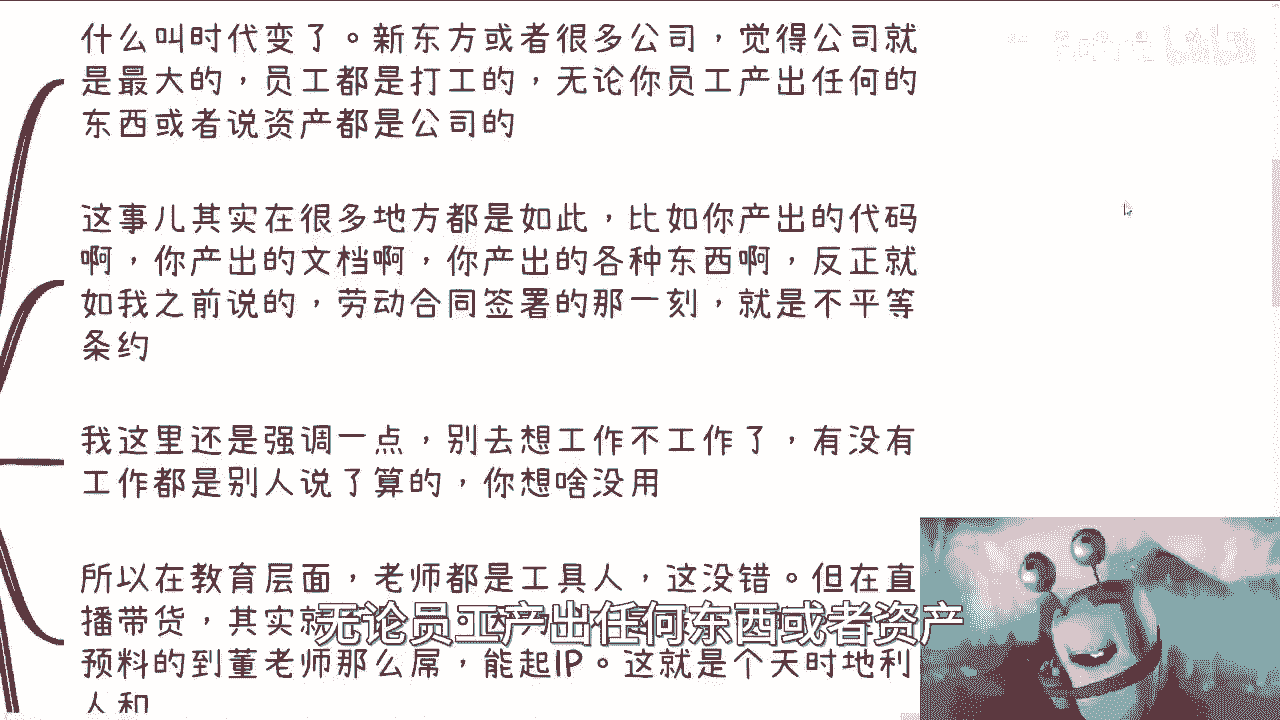 什么叫时代变了。新东方或者很多公司，觉得公司就
是最大的，员工都是打工的，无论你员工产出任何的
东西或者说资产都是公司的
这事儿其实在很多地方都是如此，比如你产出的代码
啊，你产出的文档啊，你产出的各种东西啊，反正就
如我之前说的，劳动合同签署的那一刻，就是不平等
条约
我这里还是强调一点，别去想工作不工作了，有没有
工作都是别人说了算的，你想啥没用
所以在教育层面，老师都是工具人，这没错。但在直
播带货，其实就
无论员工产出任何东西或者资产
预料的到董老师那么屌，能起IP。这就是个天时地利
人和